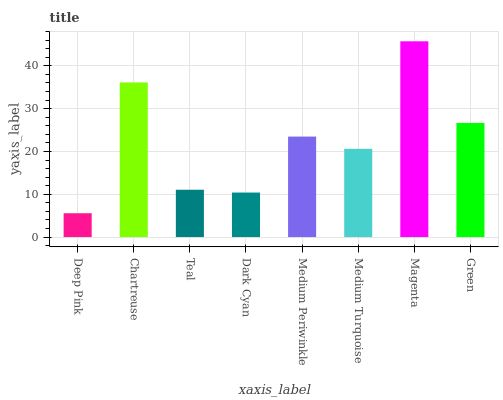 title
yaxis_label
40
30
20
10
0
Deep Pink
Chartreuse
Teal
Dark Cyan
Medium Periwinkle
Medium Turquoise
Magenta
Green
xaxis_label